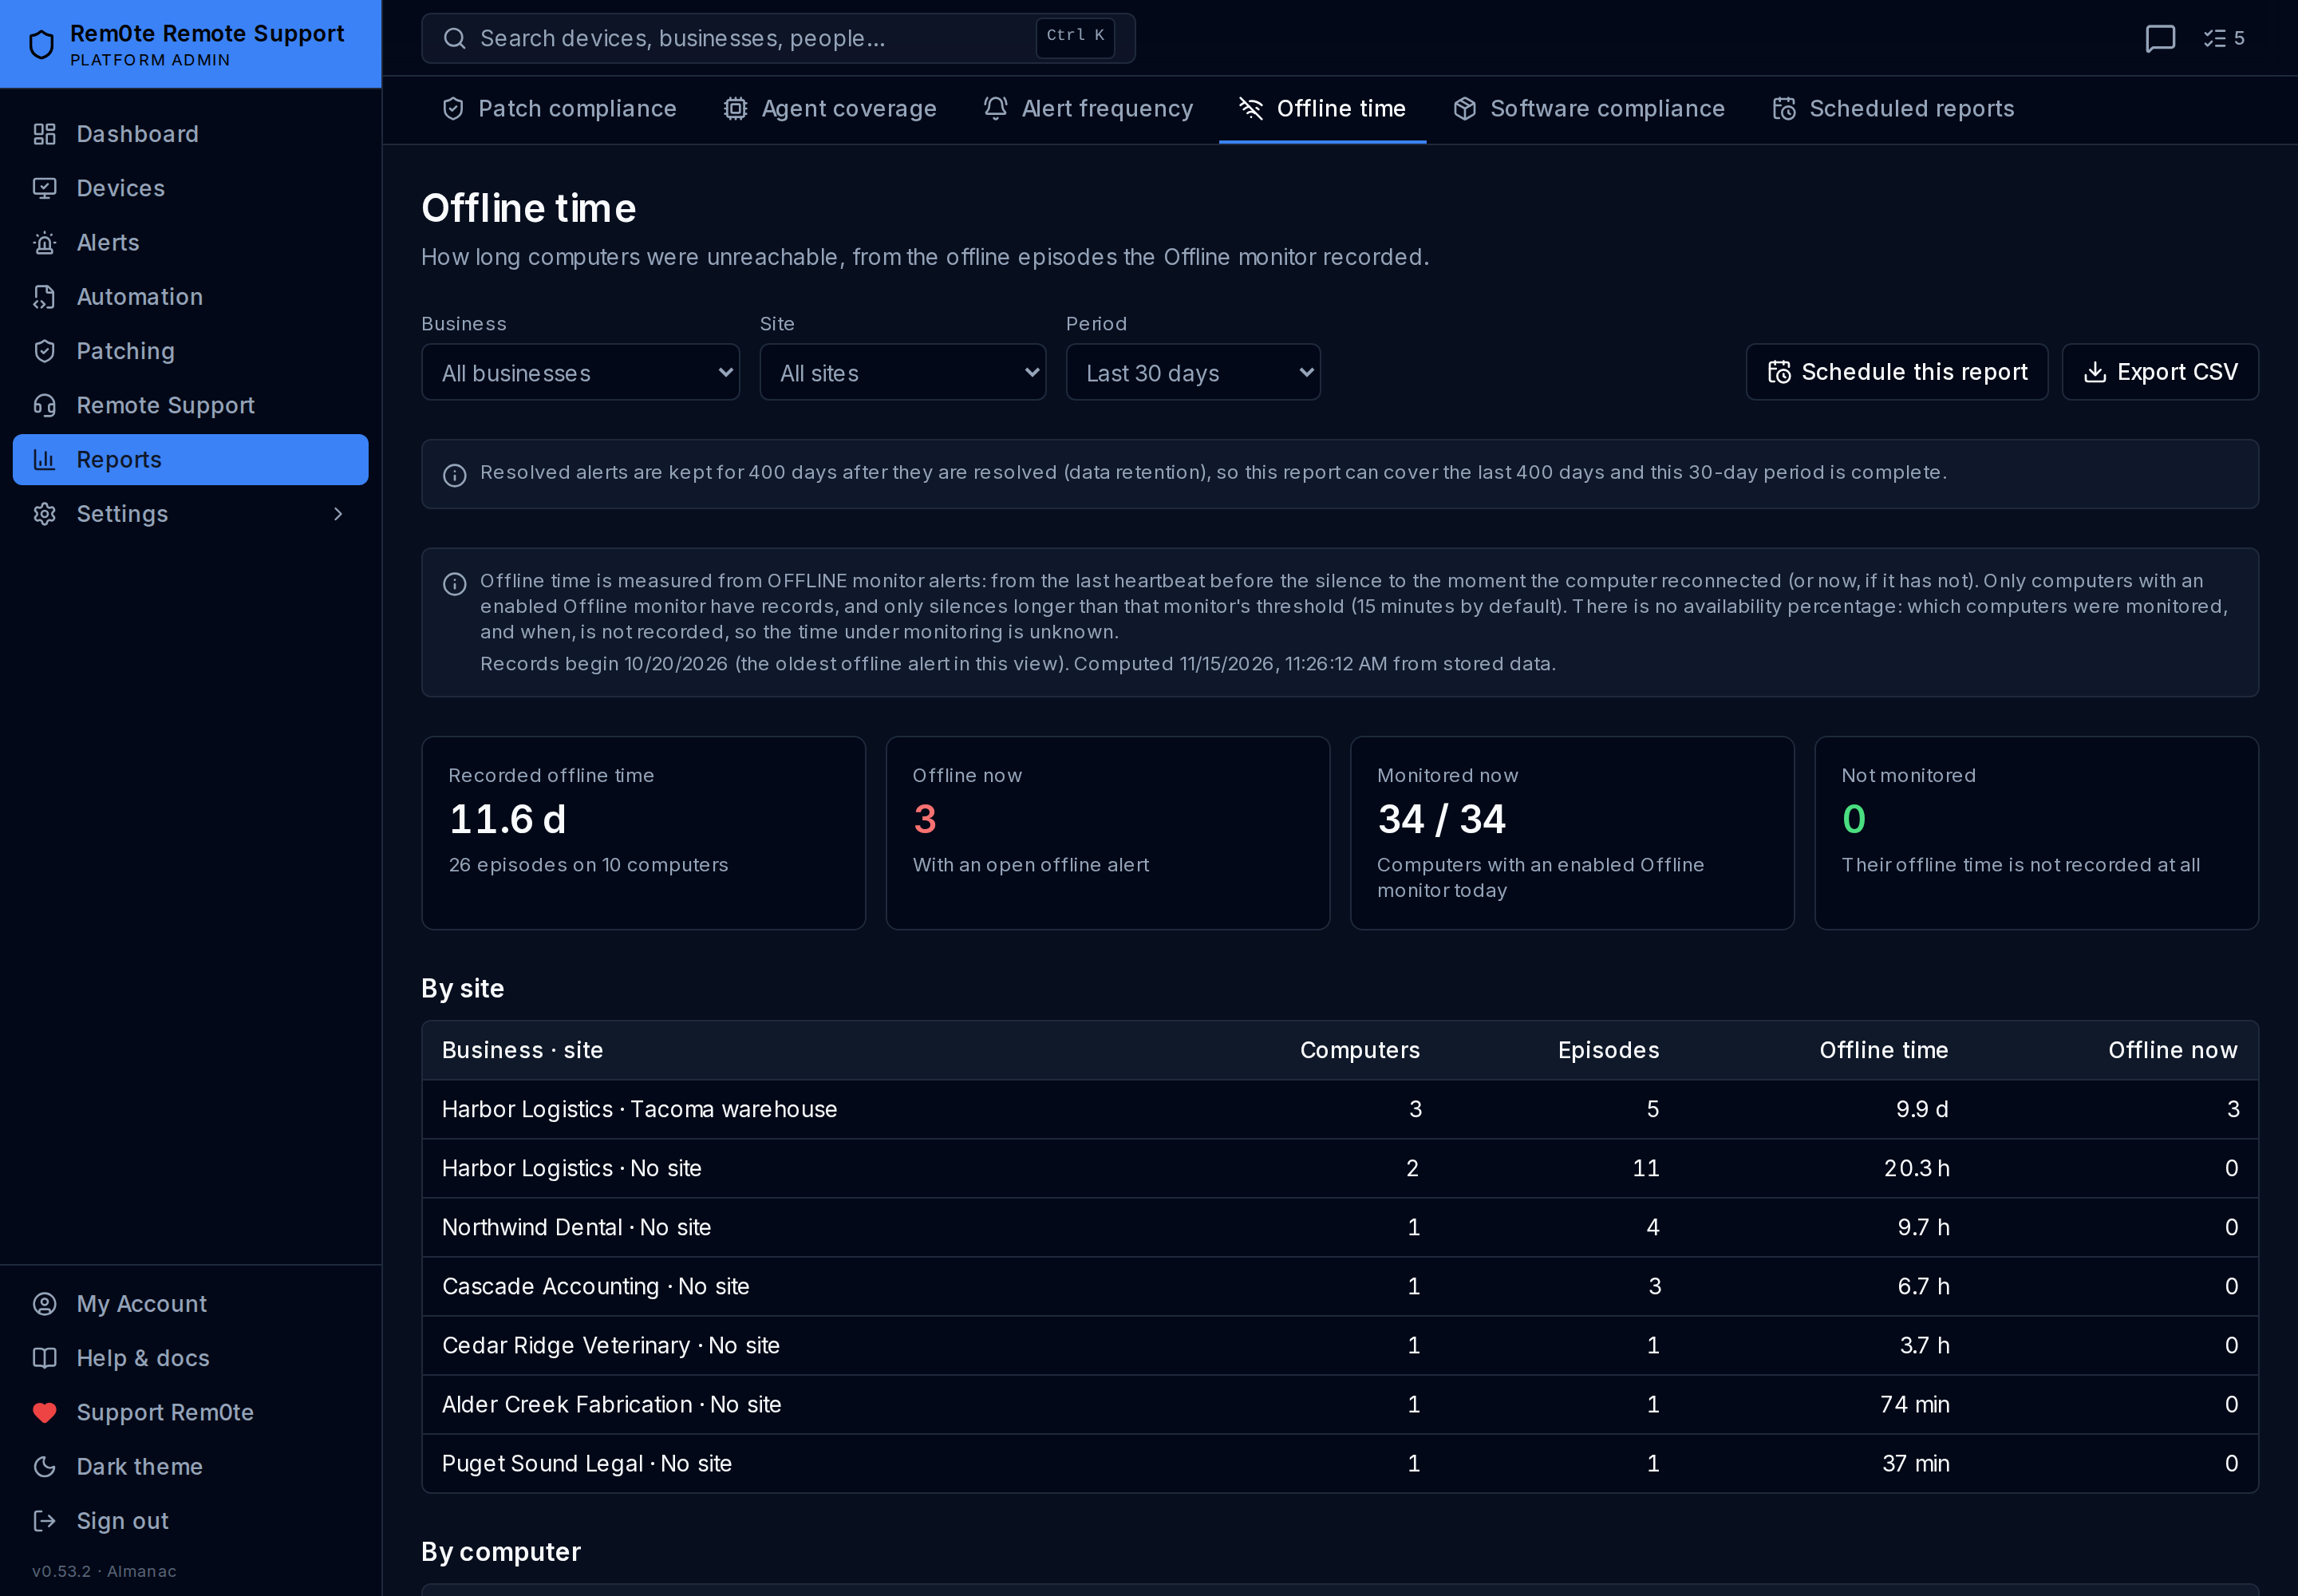 Rem0te Remote Support
PLATFORM ADMIN
Search devices, businesses, people...
Ctrl K
5
Dashboard
Devices
Alerts
Automation
Patching
Remote Support
Reports
Settings
My Account
Help & docs
Support Rem0te
Dark theme
Sign out
v0.53.2 · Almanac
Patch compliance
Agent coverage
Alert frequency
Offline time
Software compliance
Scheduled reports
Offline time
How long computers were unreachable, from the offline episodes the Offline monitor recorded.
Business
Site
Period
All businesses
All sites
Last 30 days
Schedule this report
Export CSV
Resolved alerts are kept for 400 days after they are resolved (data retention), so this report can cover the last 400 days and this 30-day period is complete.
Offline time is measured from OFFLINE monitor alerts: from the last heartbeat before the silence to the moment the computer reconnected (or now, if it has not). Only computers with an
enabled Offline monitor have records, and only silences longer than that monitor's threshold (15 minutes by default). There is no availability percentage: which computers were monitored,
and when, is not recorded, so the time under monitoring is unknown.
Records begin 10/20/2026 (the oldest offline alert in this view). Computed 11/15/2026, 11:26:12 AM from stored data.
Recorded offline time
11.6 d
26 episodes on 10 computers
Offline now
3
With an open offline alert
Monitored now
34 / 34
Computers with an enabled Offline
monitor today
Not monitored
0
Their offline time is not recorded at all
By site
Business · site Computers Episodes Offline time Offline now
Harbor Logistics · Tacoma warehouse 3 5 9.9 d 3
Harbor Logistics · No site 2 11 20.3 h 0
Northwind Dental · No site 1 4 9.7 h 0
Cascade Accounting · No site 1 3 6.7 h 0
Cedar Ridge Veterinary · No site 1 1 3.7 h 0
Alder Creek Fabrication · No site 1 1 74 min 0
Puget Sound Legal · No site 1 1 37 min 0
By computer